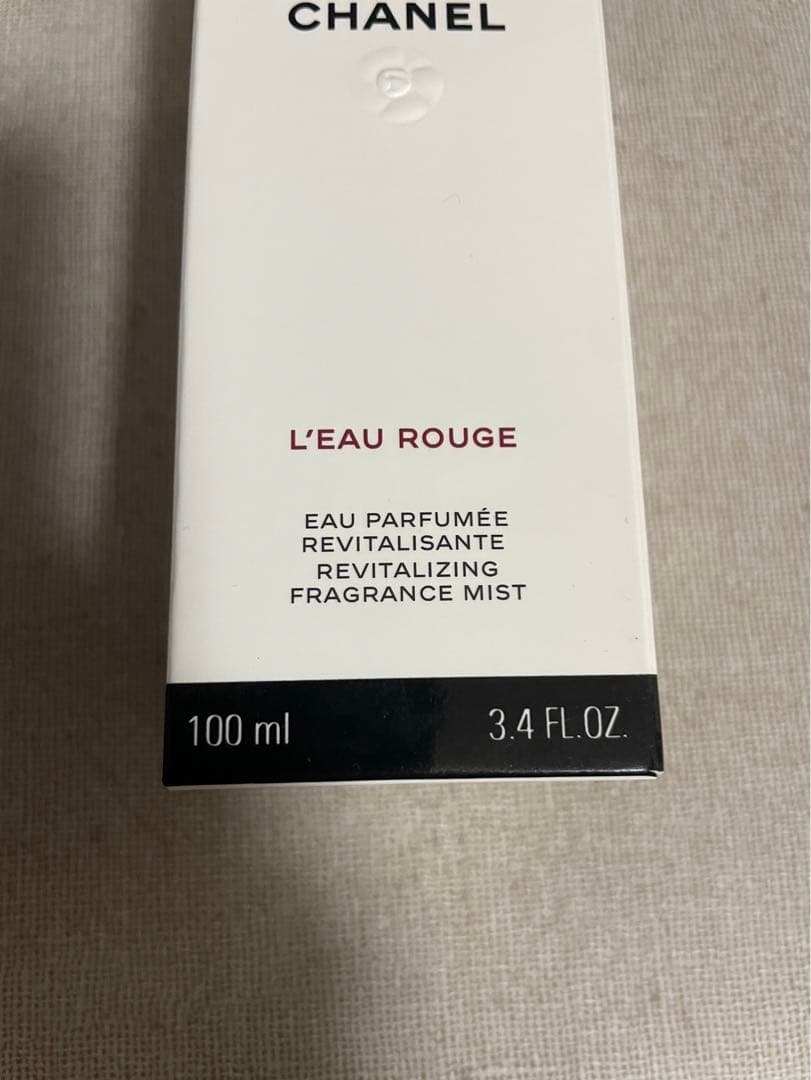 CHANEL
L'EAU ROUGE
EAU PARFUMÉE
REVITALISANTE
REVITALIZING
FRAGRANCE MIST
100 ml 3.4 FL.OZ.